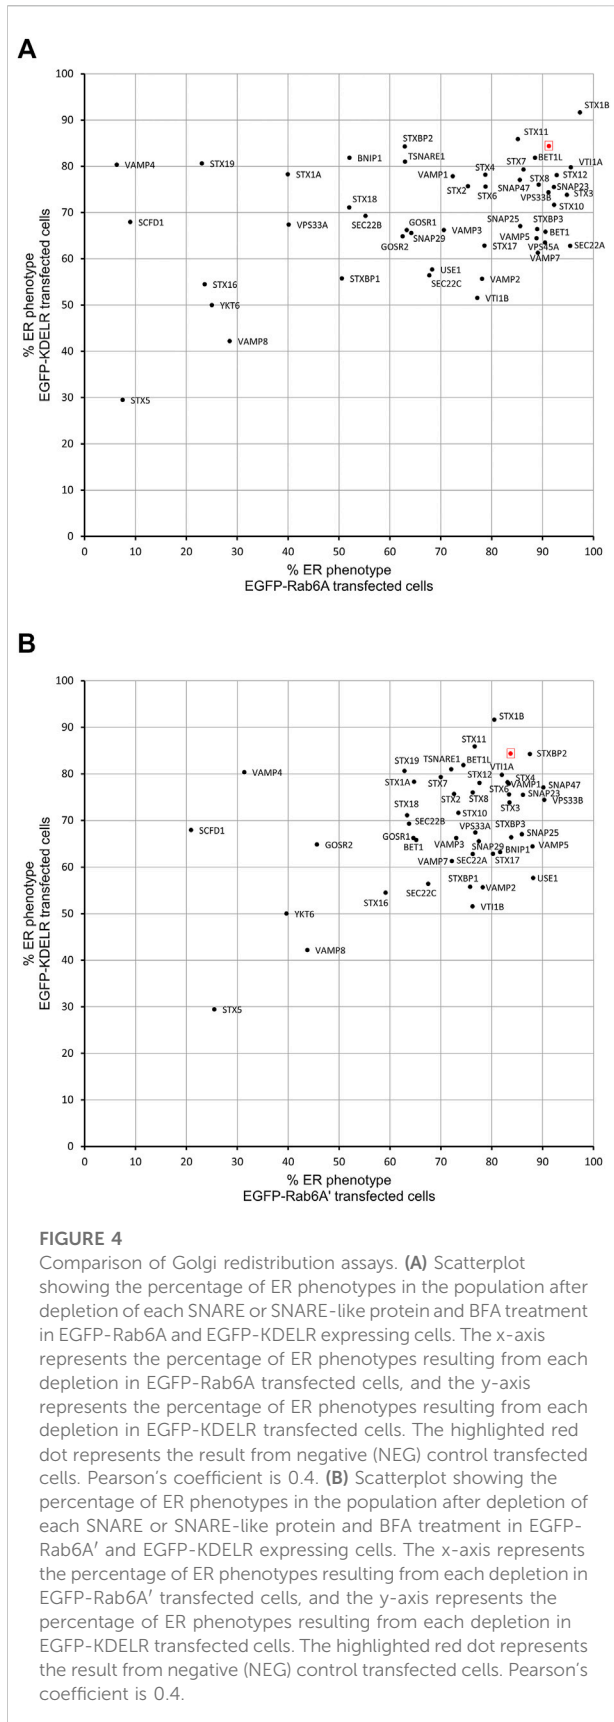 A
100
90
80
70
60
50
40
30
20
10
0
% ER phenotype
EGFP-KDELR transfected cells
STX1B
STX11
STXBP2
TSNARE1
BNIP1
VAMP4
STX19
STX1A
BET1L
VTI1A
STX7
STX12
STX4
VAMP1
STX8
SNAP23
STX2
STX6
SNAP47
VPS33B
STX3
STX10
STX18
SCFD1
VPS33A
SEC22B
GOSR1
VAMP3
SNAP25
STXBP3
GOSR2
SNAP29
BET1
VAMP5
VPS45A
STX17
SEC22A
VAMP7
USE1
SEC22C
STXBP1
VAMP2
STX16
VTI1B
YKT6
VAMP8
STX5
0 10 20 30 40 50 60 70 80 90 100
% ER phenotype
EGFP-Rab6A transfected cells
B
100
90
80
70
60
50
40
30
20
10
0
% ER phenotype
EGFP-KDELR transfected cells
STX1B
STX11
STXBP2
TSNARE1
BET1L
STX19
VTI1A
VAMP4
STX12
STX1A
STX7
STX4
VAMP1
SNAP47
STX6
STX2
STX8
SNAP23
VPS33B
STX3
STX18
STX10
SEC22B
SCFD1
VPS33A
STXBP3
SNAP25
GOSR1
BET1
VAMP3
SNAP29
GOSR2
BNIP1
VAMP5
VAMP7
SEC22A
STX17
STX16
SEC22C
STXBP1
VAMP2
USE1
VTI1B
YKT6
VAMP8
STX5
0 10 20 30 40 50 60 70 80 90 100
% ER phenotype
EGFP-Rab6A' transfected cells
FIGURE 4
Comparison of Golgi redistribution assays. (A) Scatterplot
showing the percentage of ER phenotypes in the population after
depletion of each SNARE or SNARE-like protein and BFA treatment
in EGFP-Rab6A and EGFP-KDELR expressing cells. The x-axis
represents the percentage of ER phenotypes resulting from each
depletion in EGFP-Rab6A transfected cells, and the y-axis
represents the percentage of ER phenotypes resulting from each
depletion in EGFP-KDELR transfected cells. The highlighted red
dot represents the result from negative (NEG) control transfected
cells. Pearson's coefficient is 0.4. (B) Scatterplot showing the
percentage of ER phenotypes in the population after depletion of
each SNARE or SNARE-like protein and BFA treatment in EGFP-
Rab6A′ and EGFP-KDELR expressing cells. The x-axis represents
the percentage of ER phenotypes resulting from each depletion in
EGFP-Rab6A′ transfected cells, and the y-axis represents the
percentage of ER phenotypes resulting from each depletion in
EGFP-KDELR transfected cells. The highlighted red dot represents
the result from negative (NEG) control transfected cells. Pearson's
coefficient is 0.4.